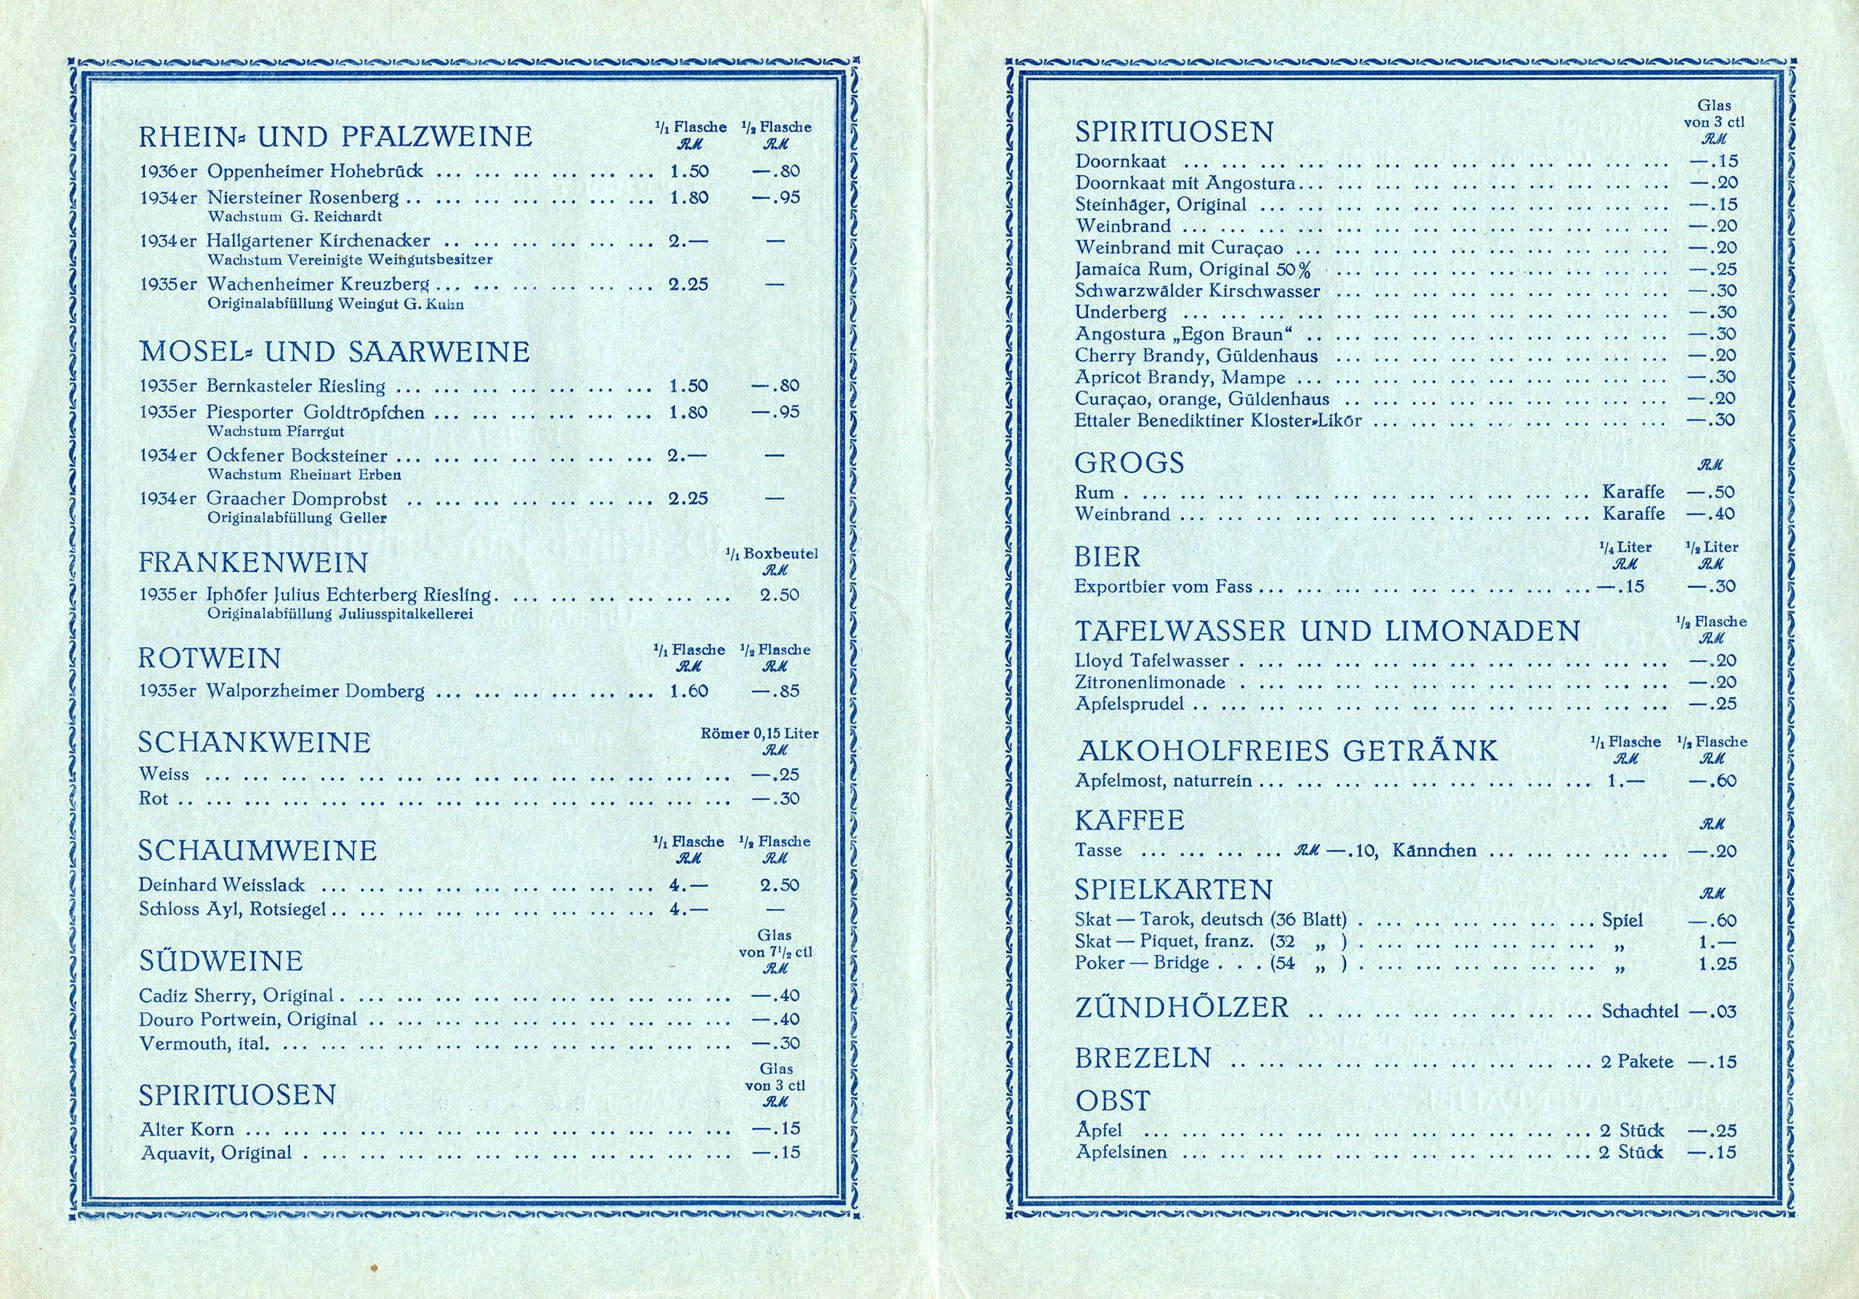 RHEIN- UND PFALZWEINE 1/1 Flasche RM 1/2 Flasche RM
1936er Oppenheimer Hohebrück ... 1.50 —.80
1934er Niersteiner Rosenberg ... 1.80 —.95
Wachstum G. Reichardt
1934er Hallgartener Kirchenacker ... 2.— —
Wachstum Vereinigte Weingutsbesitzer
1935er Wachenheimer Kreuzberg ... 2.25 —
Originalabfüllung Weingut G. Kuhn
MOSEL- UND SAARWEINE
1935er Bernkasteler Riesling ... 1.50 —.80
1935er Piesporter Goldtröpfchen ... 1.80 —.95
Wachstum Pfarrgut
1934er Ockfener Bocksteiner ... 2.— —
Wachstum Rheinart Erben
1934er Graacher Domprobst ... 2.25 —
Originalabfüllung Geller
FRANKENWEIN 1/1 Boxbeutel RM
1935er Iphöfer Julius Echterberg Riesling ... 2.50
Originalabfüllung Juliusspitalkellerei
ROTWEIN 1/1 Flasche RM 1/2 Flasche RM
1935er Walporzheimer Domberg ... 1.60 —.85
SCHANKWEINE Römer 0,15 Liter RM
Weiss ... —.25
Rot ... —.30
SCHAUMWEINE 1/1 Flasche RM 1/2 Flasche RM
Deinhard Weisslack ... 4.— 2.50
Schloss Ayl, Rotsiegel ... 4.— —
SÜDWEINE Glas von 7 1/2 ctl RM
Cadiz Sherry, Original ... —.40
Douro Portwein, Original ... —.40
Vermouth, ital. ... —.30
SPIRITUOSEN Glas von 3 ctl RM
Alter Korn ... —.15
Aquavit, Original ... —.15
SPIRITUOSEN Glas von 3 ctl RM
Doornkaat ... —.15
Doornkaat mit Angostura ... —.20
Steinhäger, Original ... —.15
Weinbrand ... —.20
Weinbrand mit Curaçao ... —.20
Jamaica Rum, Original 50% ... —.25
Schwarzwälder Kirschwasser ... —.30
Underberg ... —.30
Angostura „Egon Braun“ ... —.30
Cherry Brandy, Güldenhaus ... —.20
Apricot Brandy, Mampe ... —.30
Curaçao, orange, Güldenhaus ... —.20
Ettaler Benediktiner Kloster-Likör ... —.30
GROGS RM
Rum ... Karaffe —.50
Weinbrand ... Karaffe —.40
BIER 1/4 Liter RM 1/2 Liter RM
Exportbier vom Fass ... —.15 —.30
TAFELWASSER UND LIMONADEN 1/2 Flasche RM
Lloyd Tafelwasser ... —.20
Zitronenlimonade ... —.20
Apfelsprudel ... —.25
ALKOHOLFREIES GETRÄNK 1/1 Flasche RM 1/2 Flasche RM
Apfelmost, naturrein ... 1.— —.60
KAFFEE RM
Tasse ... RM —.10, Kännchen ... —.20
SPIELKARTEN RM
Skat — Tarok, deutsch (36 Blatt) ... Spiel —.60
Skat — Piquet, franz. (32 „ ) ... „ 1.—
Poker — Bridge . . . (54 „ ) ... „ 1.25
ZÜNDHÖLZER ... Schachtel —.03
BREZELN ... 2 Pakete —.15
OBST
Äpfel ... 2 Stück —.25
Apfelsinen ... 2 Stück —.15